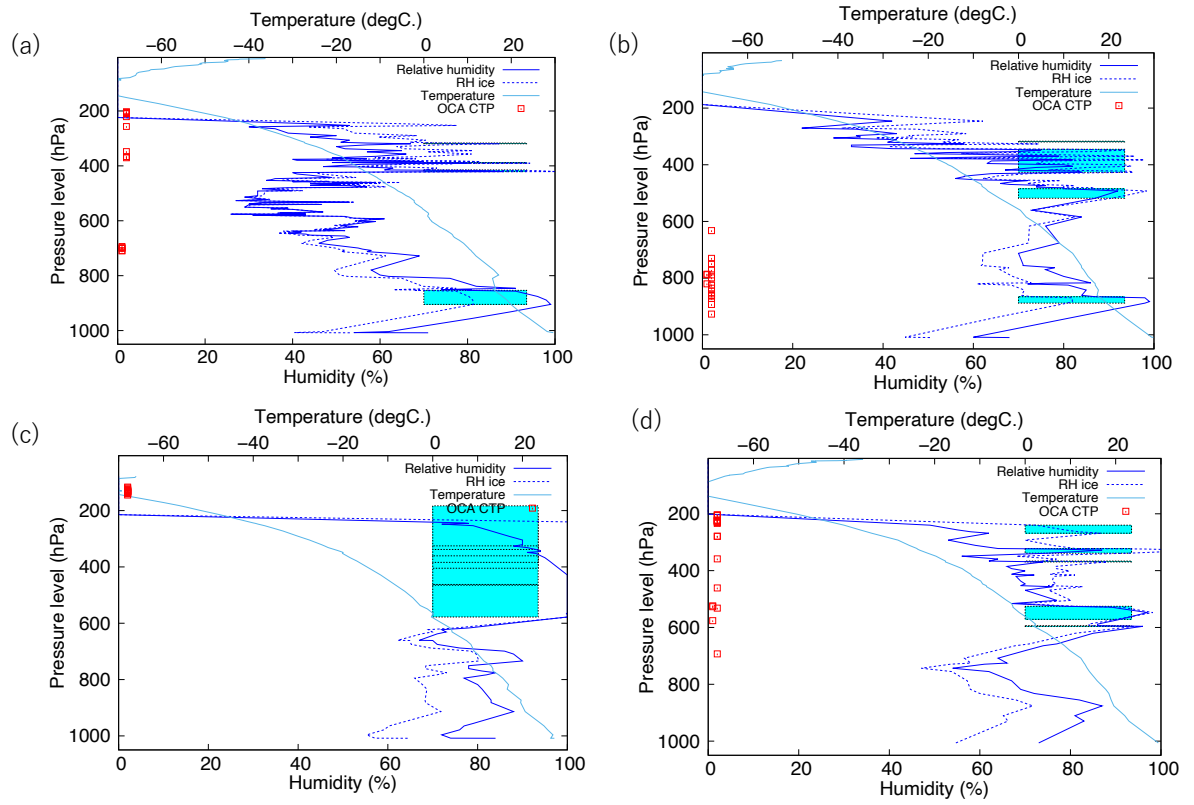 (a)
Temperature (degC.)
−60 −40 −20 0 20
Relative humidity
RH ice
Temperature
OCA CTP
200
400
600
800
1000
Pressure level (hPa)
0 20 40 60 80 100
Humidity (%)
(b)
Temperature (degC.)
−60 −40 −20 0 20
Relative humidity
RH ice
Temperature
OCA CTP
200
400
600
800
1000
Pressure level (hPa)
0 20 40 60 80 100
Humidity (%)
(c)
Temperature (degC.)
−60 −40 −20 0 20
Relative humidity
RH ice
Temperature
OCA CTP
200
400
600
800
1000
Pressure level (hPa)
0 20 40 60 80 100
Humidity (%)
(d)
Temperature (degC.)
−60 −40 −20 0 20
Relative humidity
RH ice
Temperature
OCA CTP
200
400
600
800
1000
Pressure level (hPa)
0 20 40 60 80 100
Humidity (%)